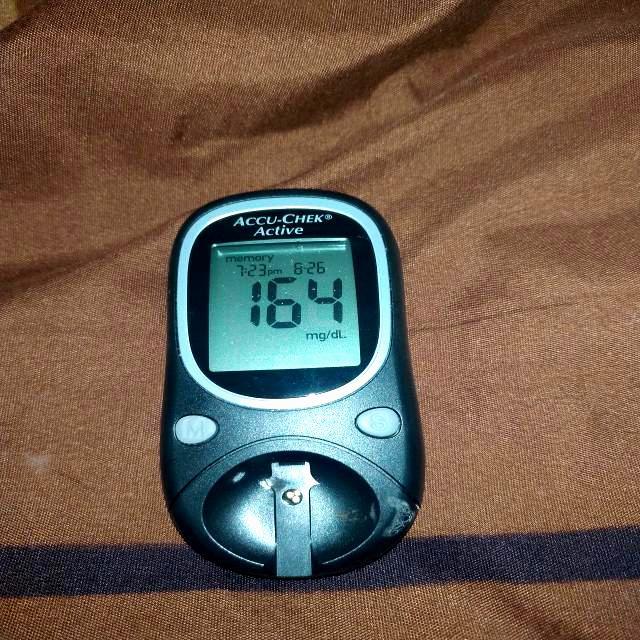 ACCU-CHEK®
Active
memory
7:23pm 6-26
164
mg/dL
M
S